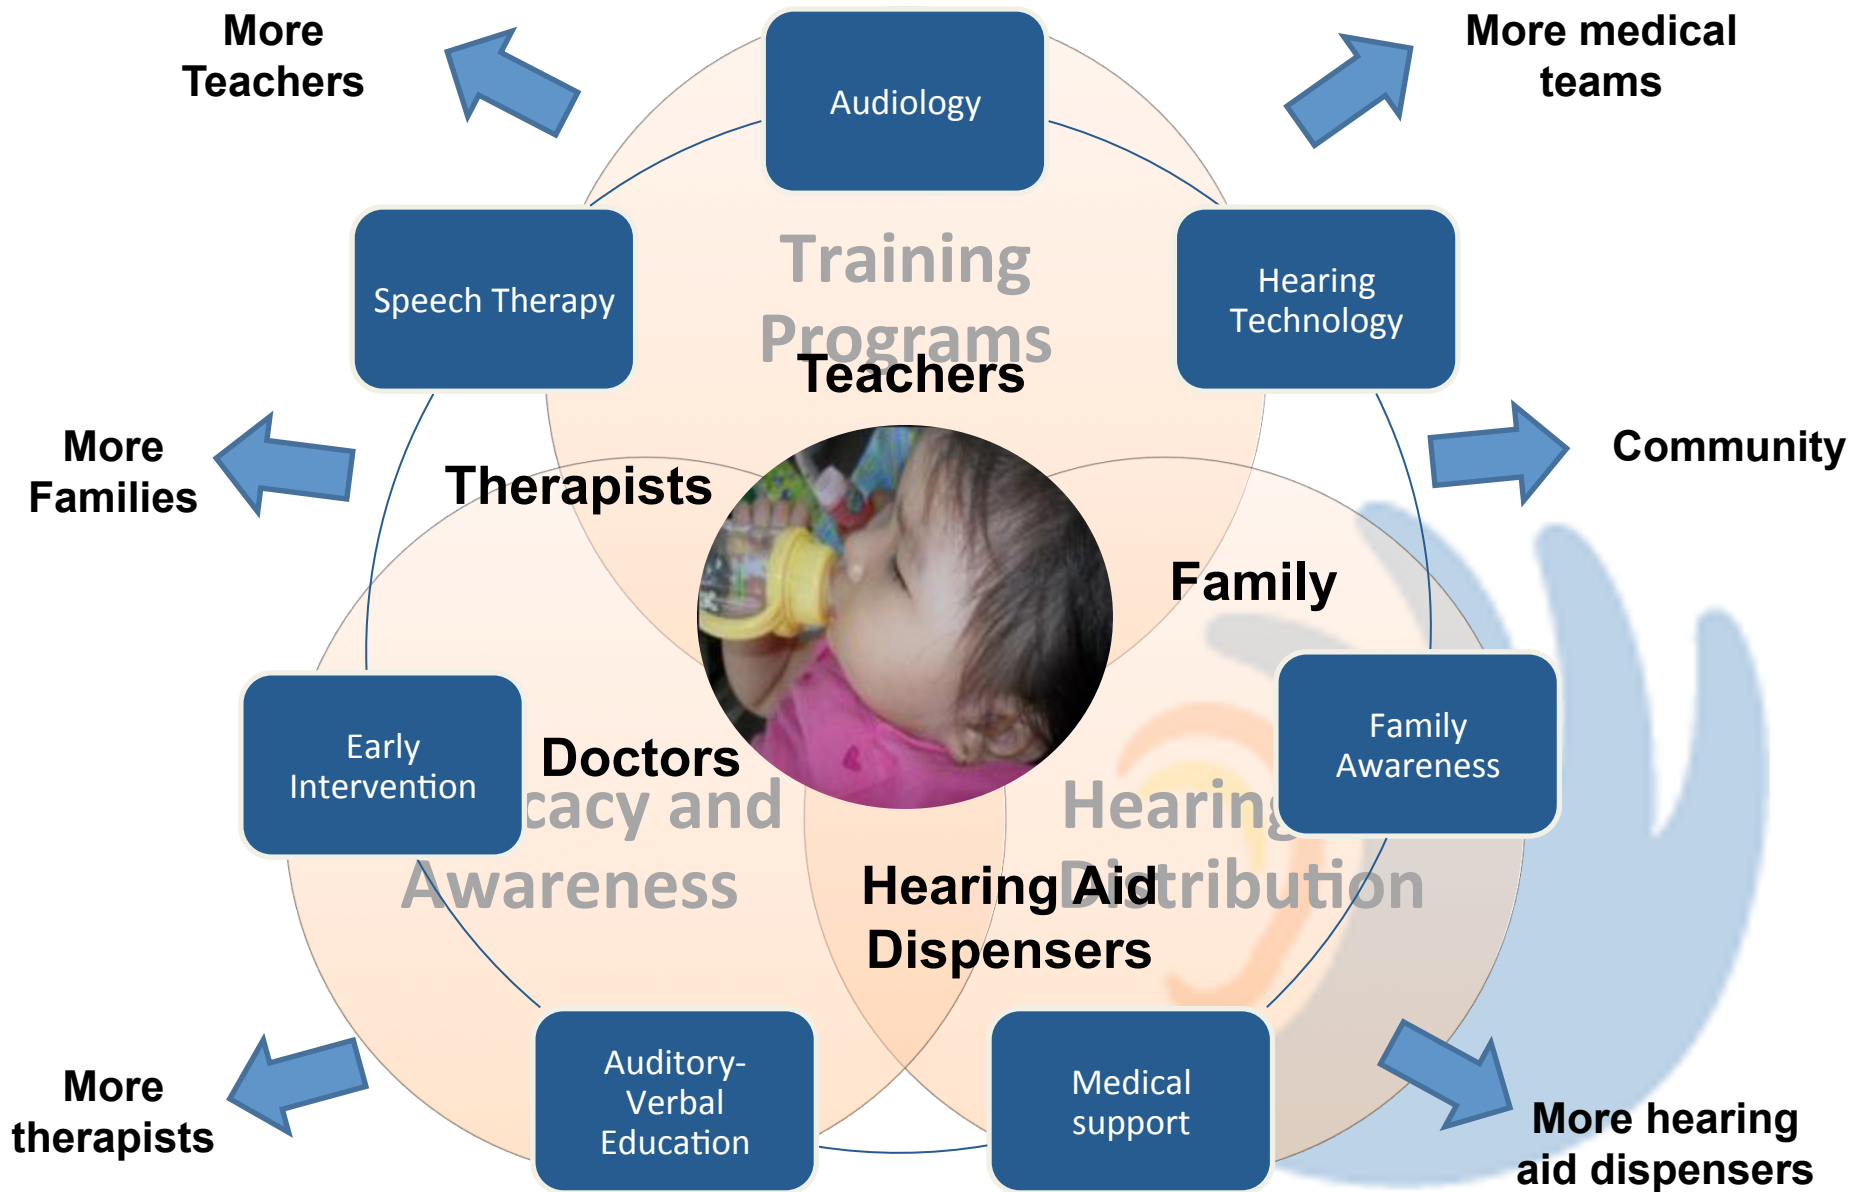 More
Teachers
More medical
teams
Audiology
Speech Therapy
Hearing
Technology
Training
Programs
Teachers
More
Families
Therapists
Community
Family
Early
Intervention
Doctors
cacy and
Awareness
Family
Awareness
Hearing
Distribution
Hearing Aid
Dispensers
Auditory-
Verbal
Education
Medical
support
More
therapists
More hearing
aid dispensers